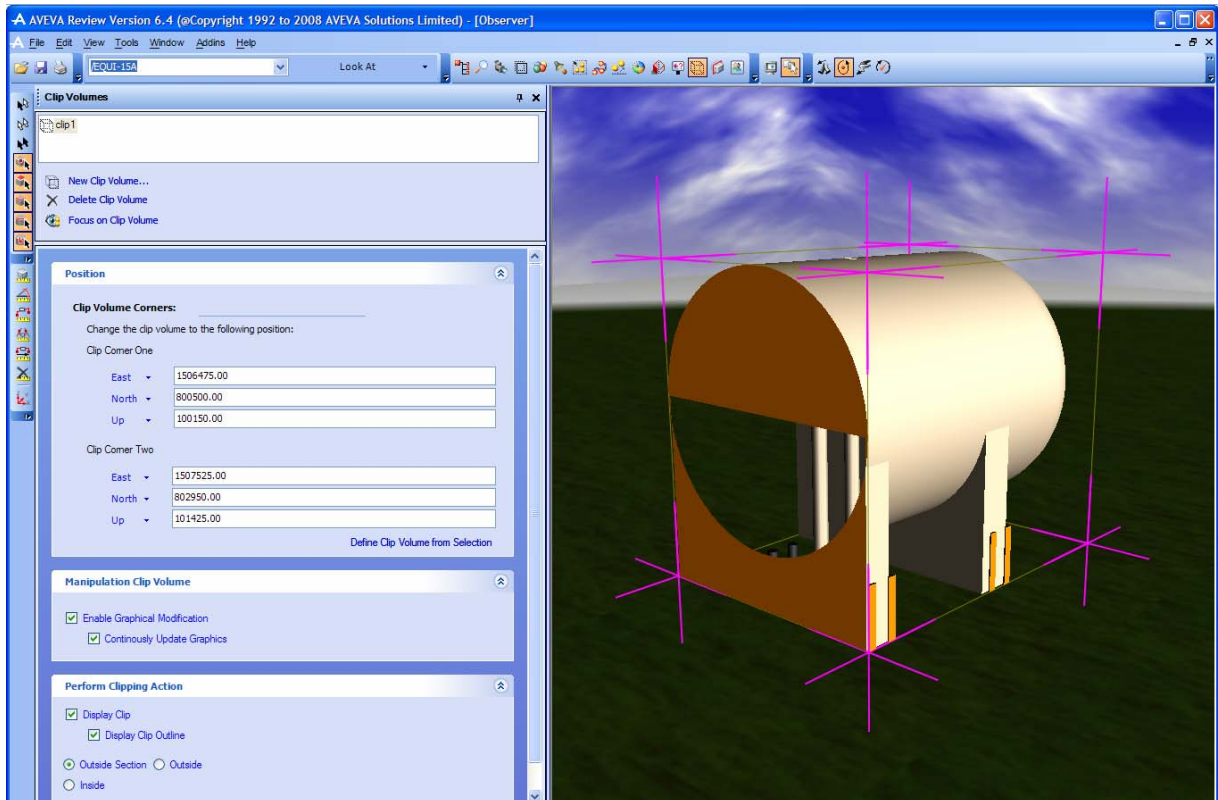 AVEVA Review Version 6.4 (@Copyright 1992 to 2008 AVEVA Solutions Limited) - [Observer]
File Edit View Tools Window Addins Help
/EQUI-15A Look At
Clip Volumes
clip1
New Clip Volume...
Delete Clip Volume
Focus on Clip Volume
Position
Clip Volume Corners:
Change the clip volume to the following position:
Clip Corner One
East 1506475.00
North 800500.00
Up 100150.00
Clip Corner Two
East 1507525.00
North 802950.00
Up 101425.00
Define Clip Volume from Selection
Manipulation Clip Volume
Enable Graphical Modification
Continously Update Graphics
Perform Clipping Action
Display Clip
Display Clip Outline
Outside Section Outside
Inside